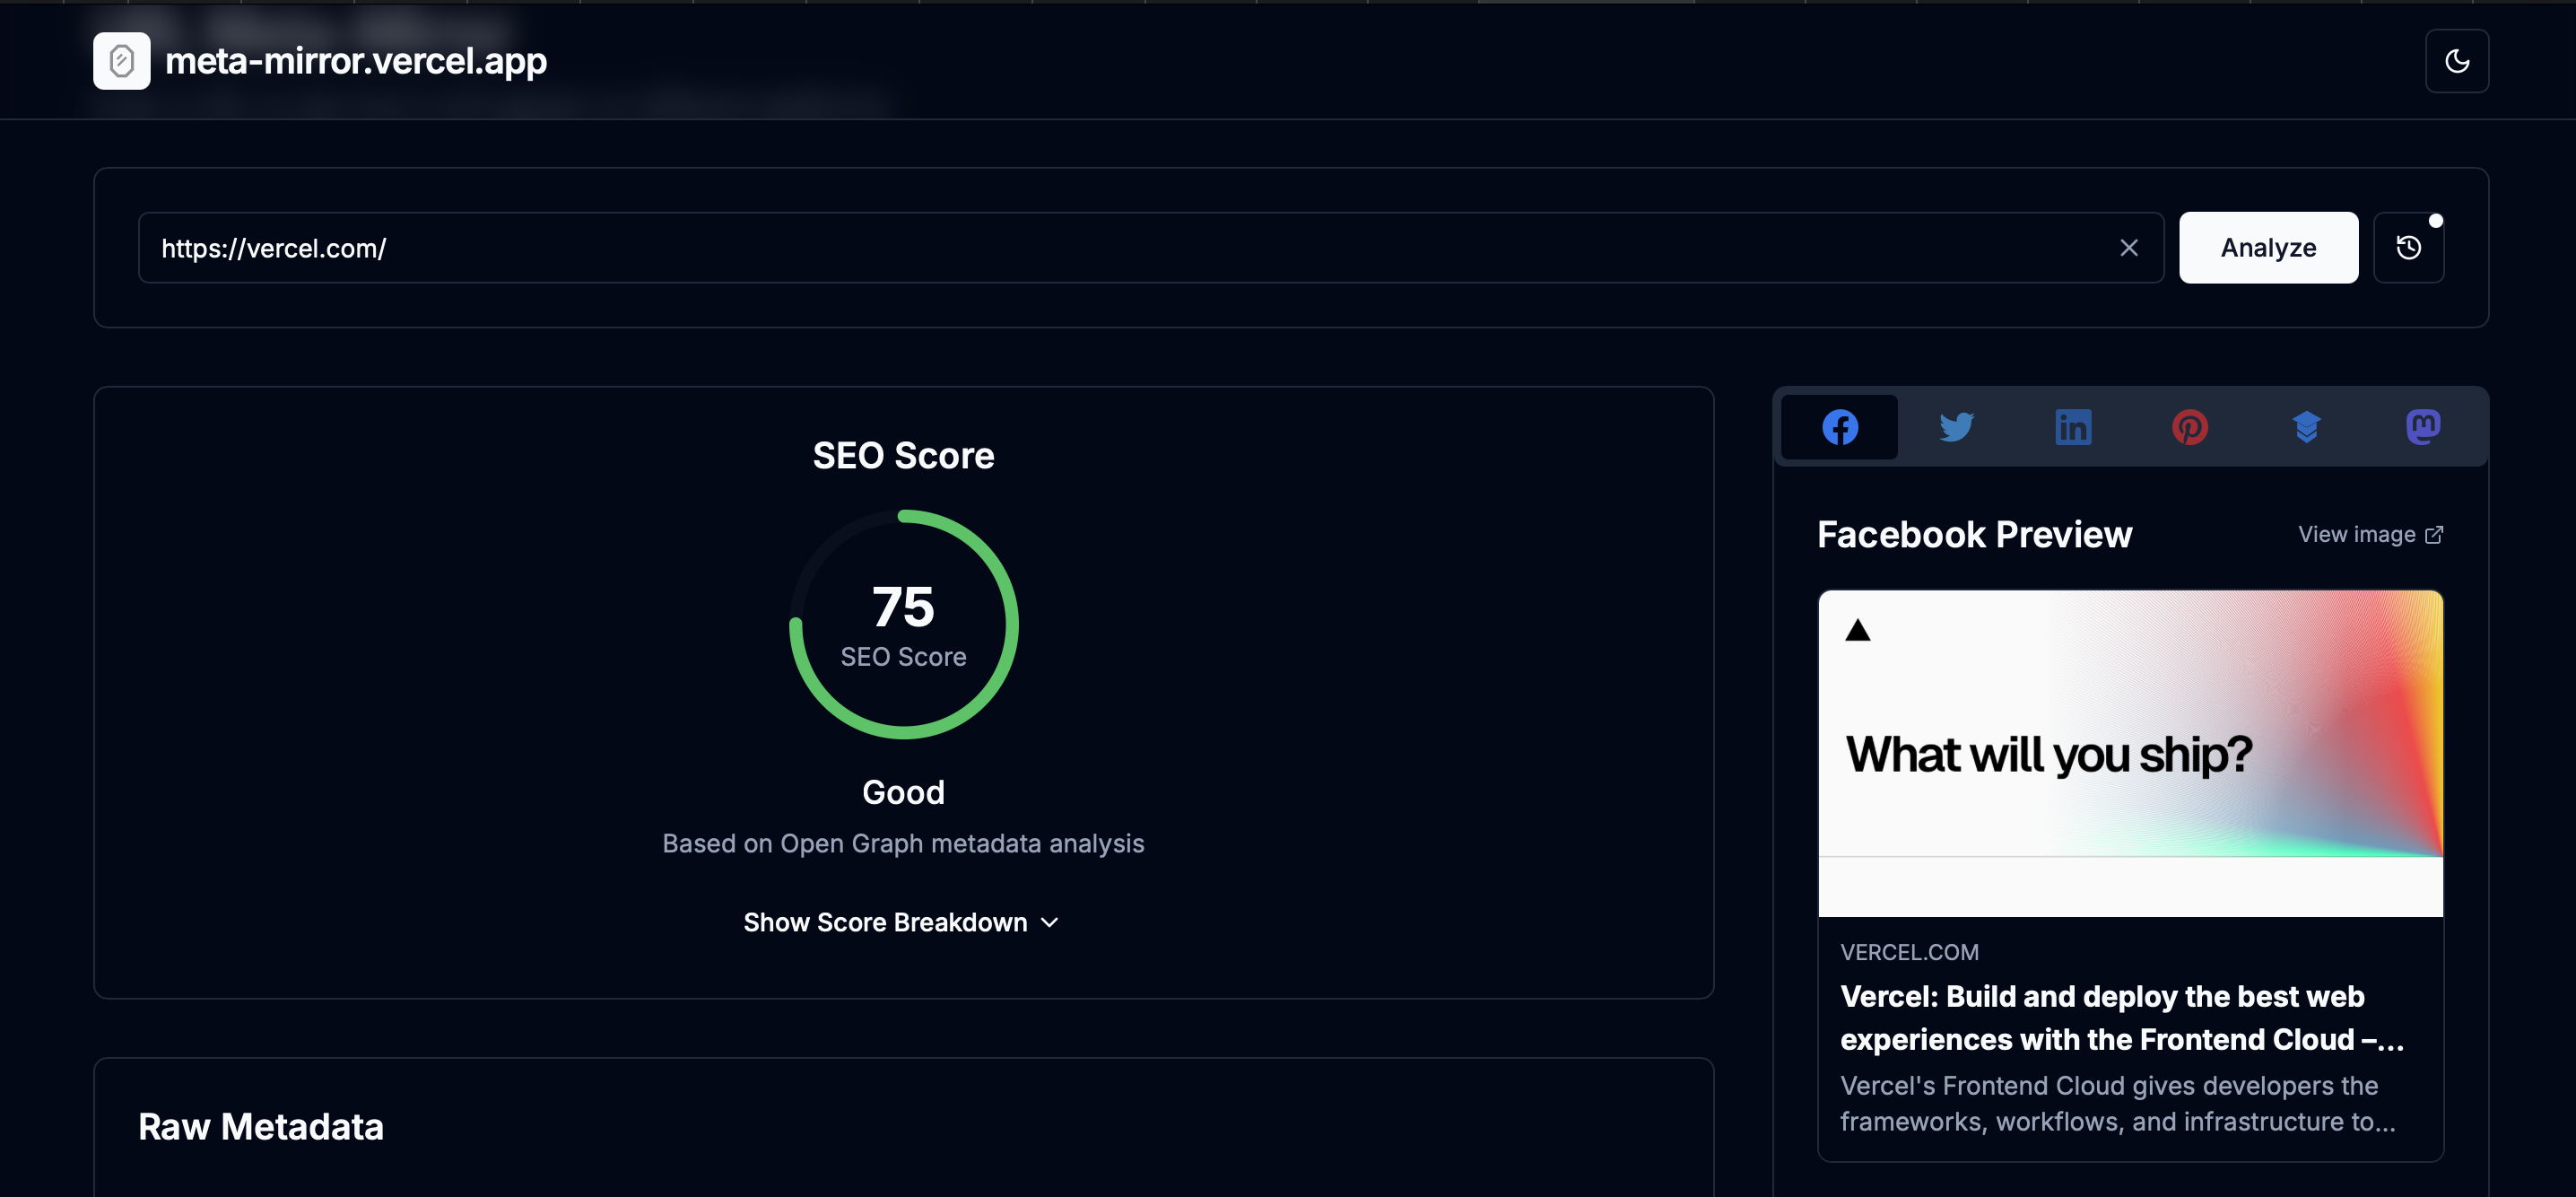 meta-mirror.vercel.app
https://vercel.com/
Analyze
SEO Score
75
SEO Score
Good
Based on Open Graph metadata analysis
Show Score Breakdown
Raw Metadata
Facebook Preview
View image
What will you ship?
VERCEL.COM
Vercel: Build and deploy the best web
experiences with the Frontend Cloud –...
Vercel's Frontend Cloud gives developers the
frameworks, workflows, and infrastructure to...